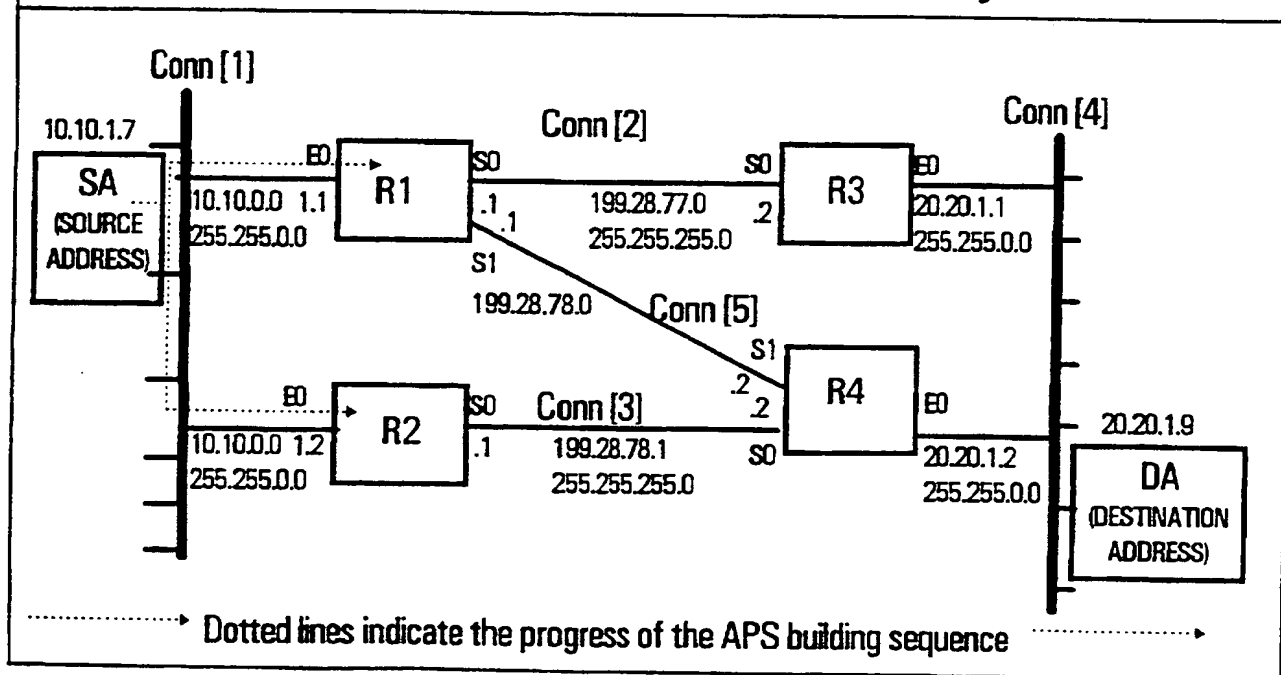 Conn [1]
10.10.1.7
SA
(SOURCE
ADDRESS)
E0
10.10.0.0 1.1
255.255.0.0
R1
S0
.1
.1
S1
199.28.78.0
Conn [2]
199.28.77.0
255.255.255.0
S0
.2
R3
E0
20.20.1.1
255.255.0.0
Conn [4]
Conn [5]
S1
.2
.2
S0
R4
E0
20.20.1.2
255.255.0.0
E0
10.10.0.0 1.2
255.255.0.0
R2
S0
.1
Conn [3]
199.28.78.1
255.255.255.0
20.20.1.9
DA
(DESTINATION
ADDRESS)
Dotted lines indicate the progress of the APS building sequence